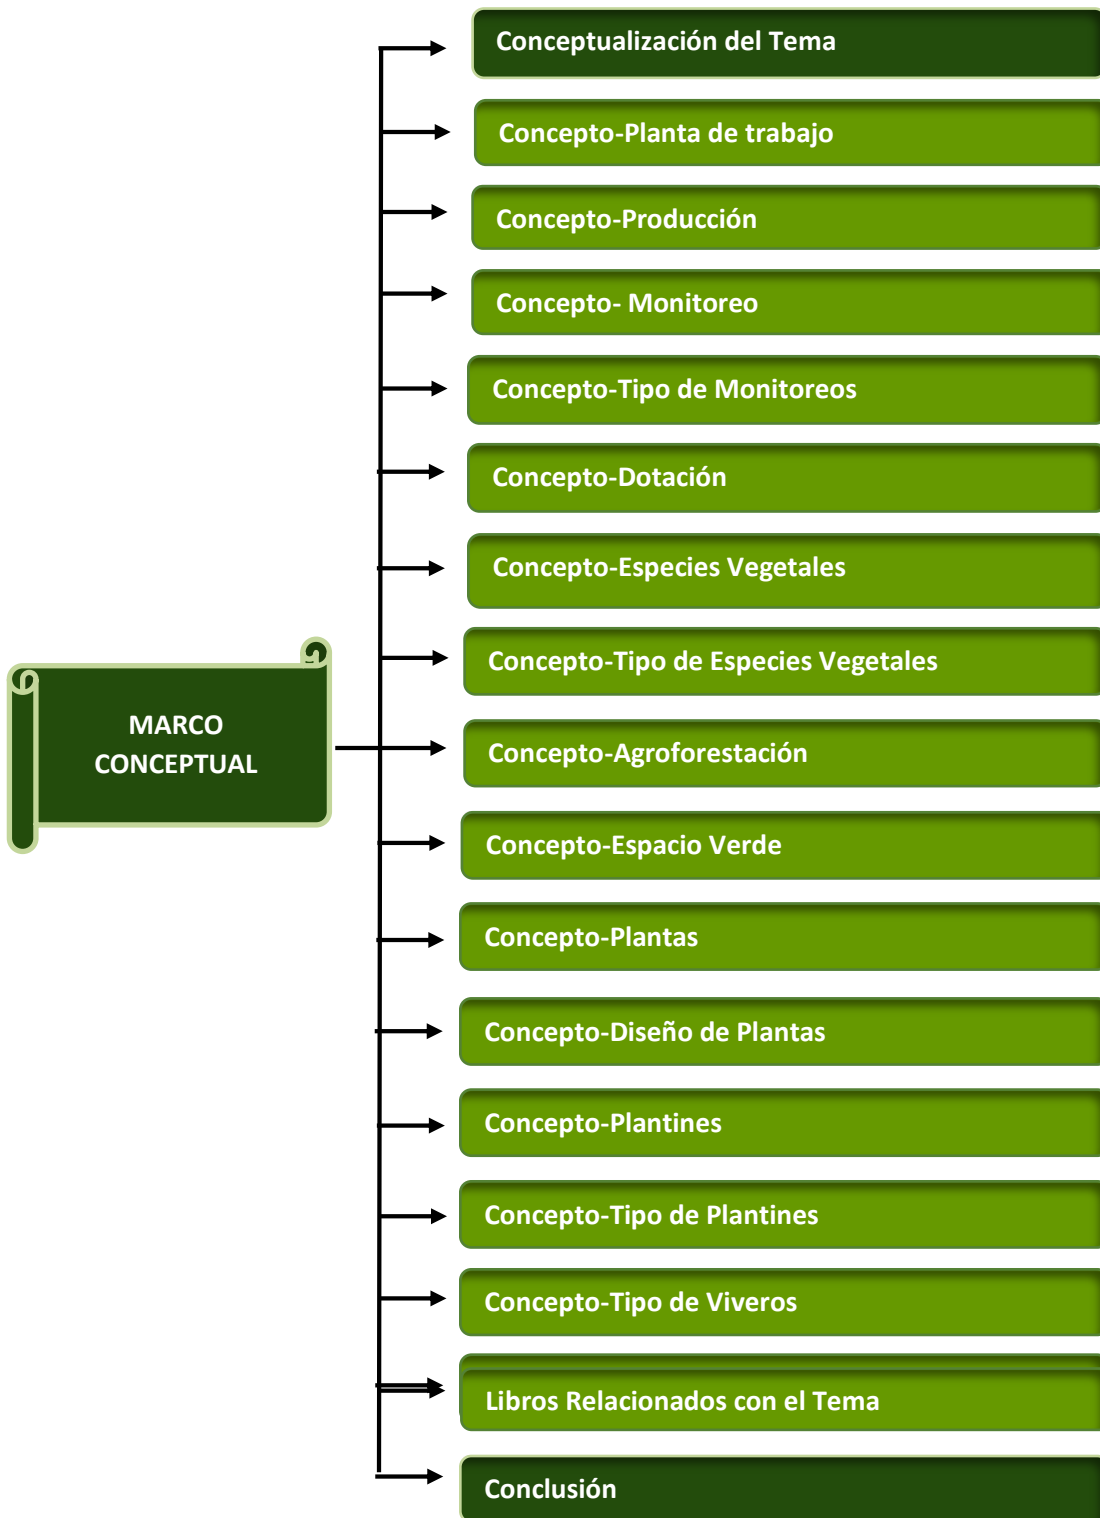 Conceptualización del Tema
Concepto-Planta de trabajo
Concepto-Producción
Concepto- Monitoreo
Concepto-Tipo de Monitoreos
Concepto-Dotación
Concepto-Especies Vegetales
Concepto-Tipo de Especies Vegetales
MARCO
CONCEPTUAL
Concepto-Agroforestación
Concepto-Espacio Verde
Concepto-Plantas
Concepto-Diseño de Plantas
Concepto-Plantines
Concepto-Tipo de Plantines
Concepto-Tipo de Viveros
Libros Relacionados con el Tema
Conclusión